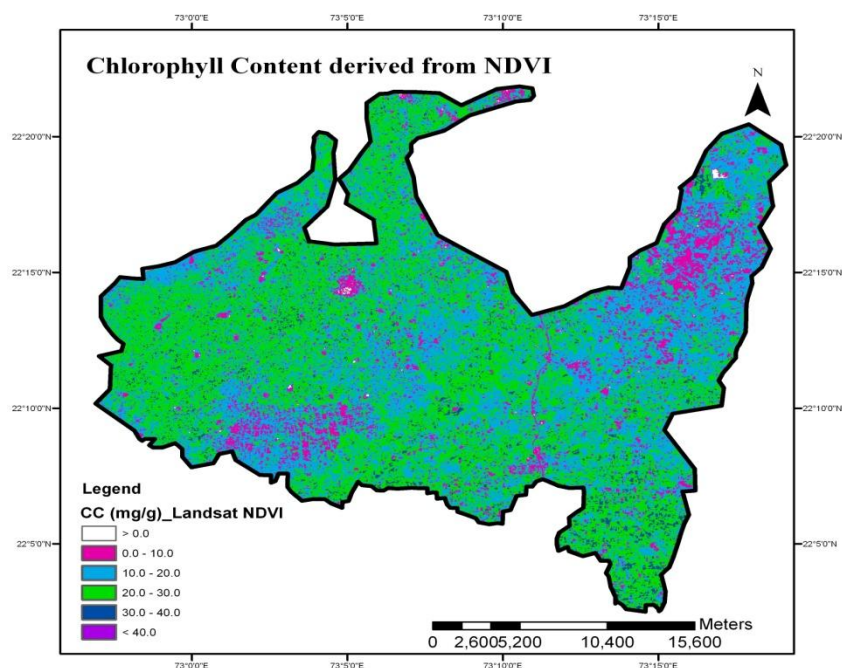 73°0'0"E 73°5'0"E 73°10'0"E 73°15'0"E
Chlorophyll Content derived from NDVI
N
22°20'0"N 22°20'0"N
22°15'0"N 22°15'0"N
22°10'0"N 22°10'0"N
22°5'0"N 22°5'0"N
Legend
CC (mg/g)_Landsat NDVI
> 0.0
0.0 - 10.0
10.0 - 20.0
20.0 - 30.0
30.0 - 40.0
< 40.0
Meters
0 2,600 5,200 10,400 15,600
73°0'0"E 73°5'0"E 73°10'0"E 73°15'0"E